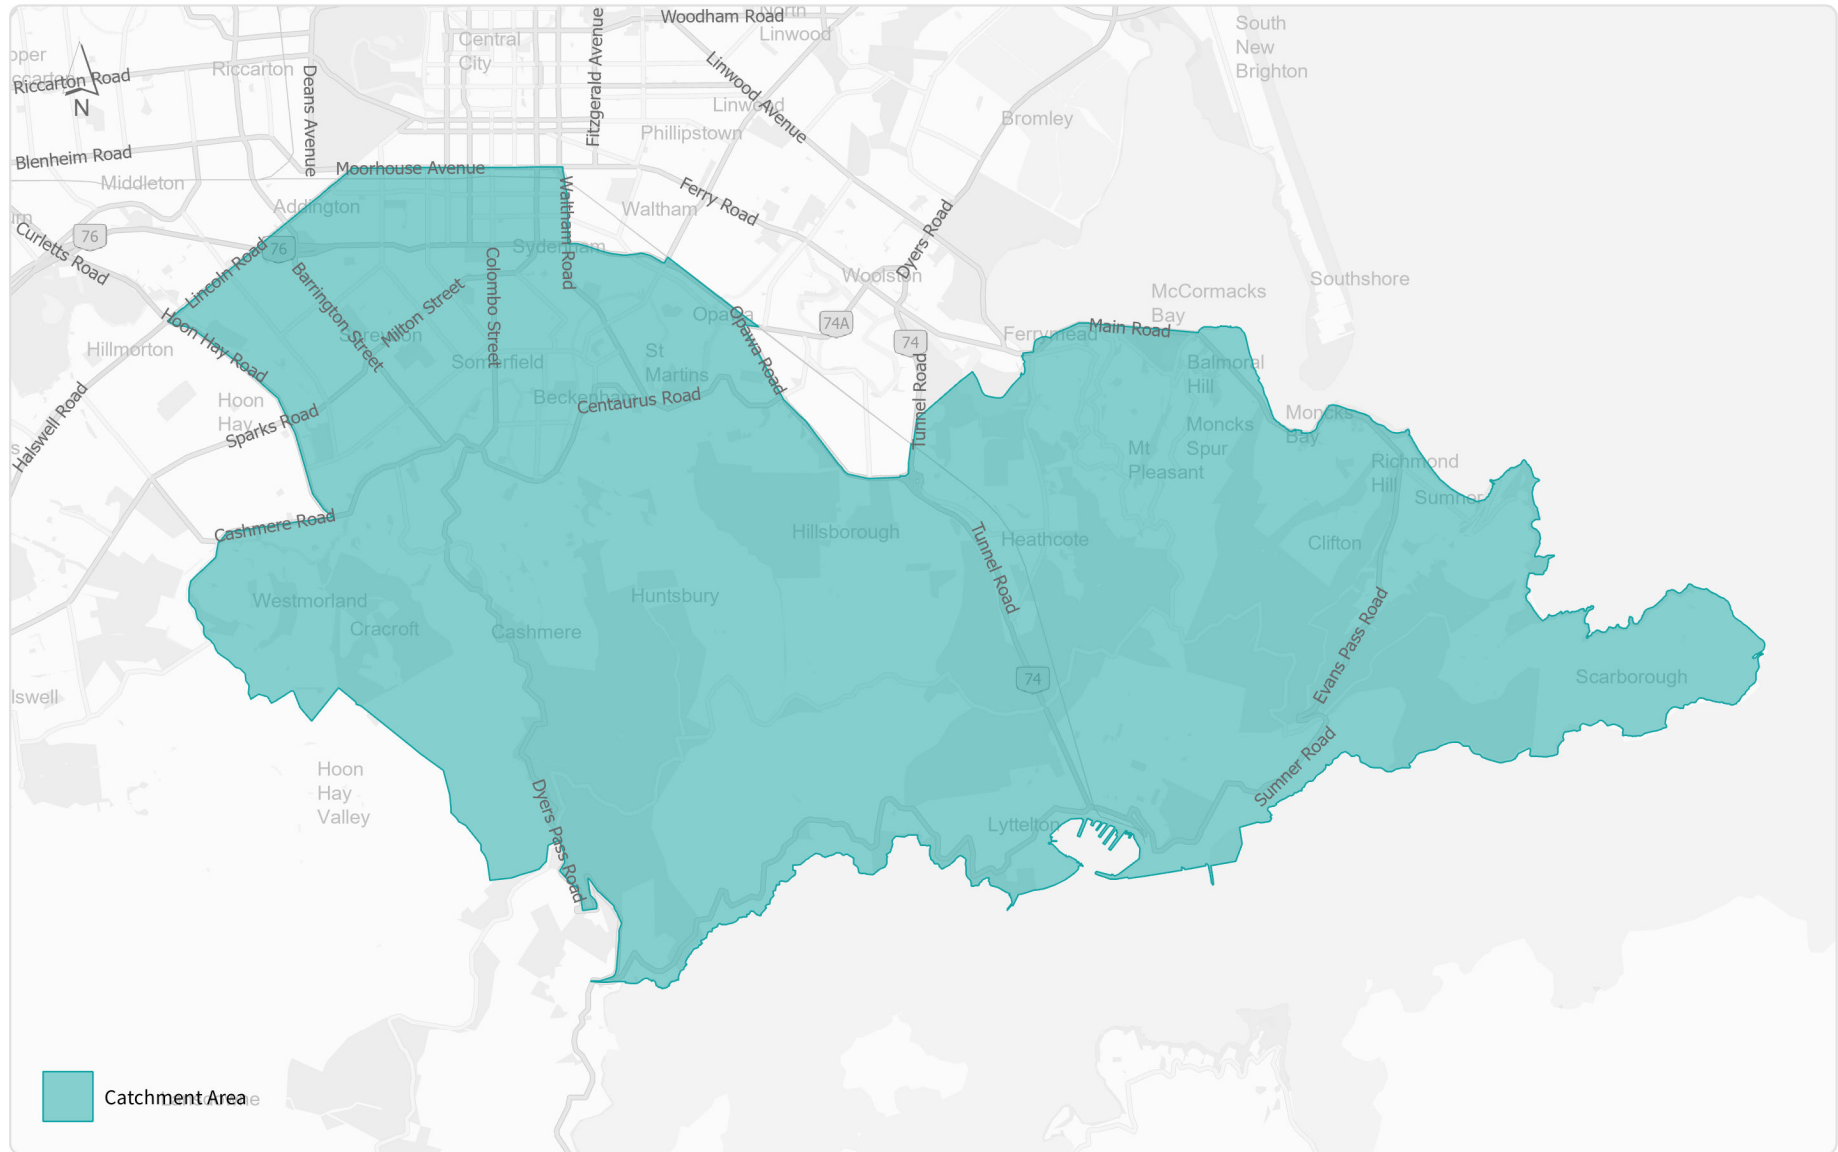 Woodham Road
North
Linwood
South
New
Brighton
Central
City
Fitzgerald Avenue
Riccarton
Riccarton Road
Deans Avenue
Linwood Avenue
Linwood
Phillipstown
Bromley
N
Blenheim Road
Middleton
Moorhouse Avenue
Addington
Waltham Road
Waltham
Ferry Road
Dyers Road
76
Curletts Road
76
Lincoln Road
Sydenham
Woolston
Southshore
McCormacks
Bay
Barrington Street
Milton Street
Colombo Street
Opawa Road
74A
74
Ferrymead
Main Road
Hoon Hay Road
Hillmorton
Somerfield
St
Martins
Balmoral
Hill
Beckenham
Centaurus Road
Tunnel Road
Halswell Road
Hoon
Hay
Sparks Road
Moncks
Bay
Moncks
Spur
Mt
Pleasant
Richmond
Hill
Sumner
Cashmere Road
Hillsborough
Heathcote
Clifton
Tunnel Road
Westmorland
Cracroft
Huntsbury
Cashmere
Evans Pass Road
Scarborough
74
lswell
Sumner Road
Hoon
Hay
Valley
Dyers Pass Road
Lyttelton
Catchment Area